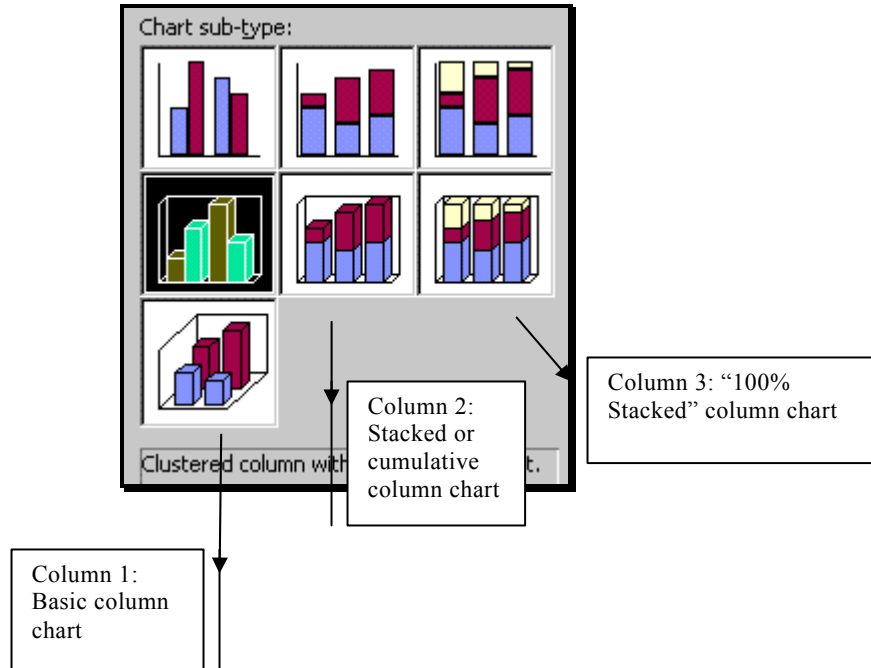 Chart sub-type:
Clustered column with
t.
Column 1:
Basic column
chart
Column 2:
Stacked or
cumulative
column chart
Column 3: “100%
Stacked” column chart